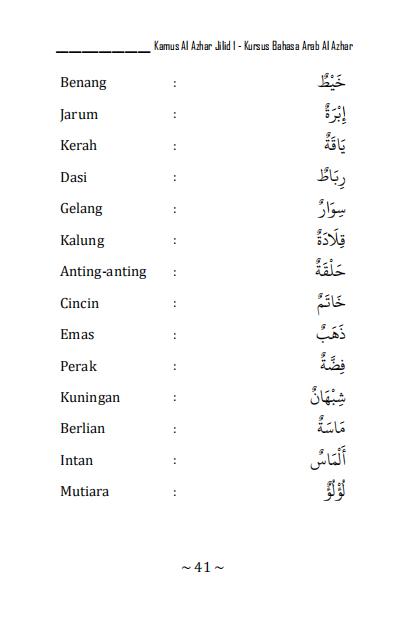 Kamus Al Azhar Jilid I - Kursus Bahasa Arab Al Azhar
Benang : خَيْطٌ
Jarum : إِبْرَةٌ
Kerah : يَاقَةٌ
Dasi : رِبَاطٌ
Gelang : سِوَارٌ
Kalung : قِلَادَةٌ
Anting-anting : حَلْقَةٌ
Cincin : خَاتَمٌ
Emas : ذَهَبٌ
Perak : فِضَّةٌ
Kuningan : شِبْهَانٌ
Berlian : مَاسَةٌ
Intan : أَلْمَاسٌ
Mutiara : لُؤْلُؤٌ
~ 41 ~